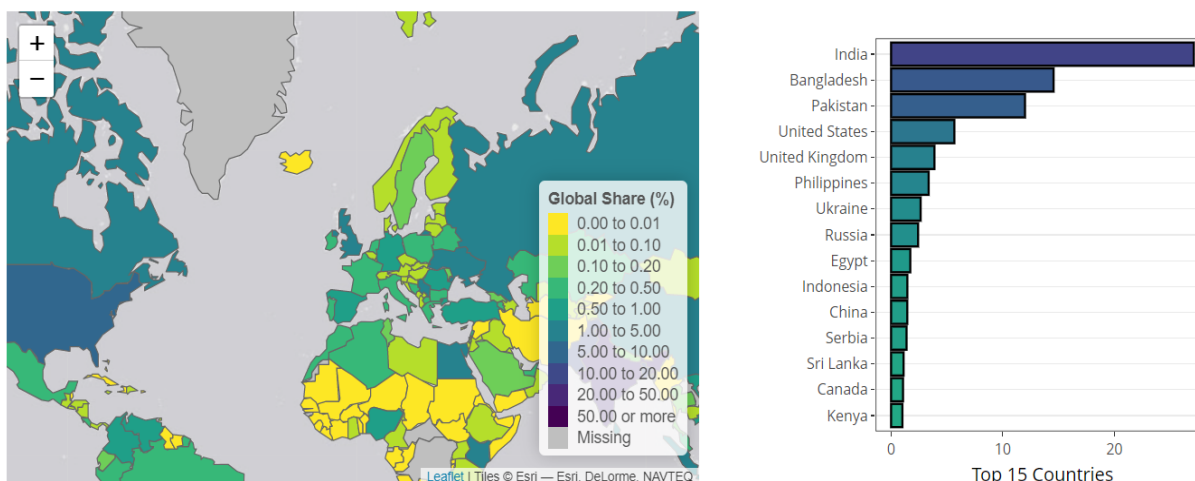 +
−
Global Share (%)
0.00 to 0.01
0.01 to 0.10
0.10 to 0.20
0.20 to 0.50
0.50 to 1.00
1.00 to 5.00
5.00 to 10.00
10.00 to 20.00
20.00 to 50.00
50.00 or more
Missing
Leaflet | Tiles © Esri — Esri, DeLorme, NAVTEQ
India
Bangladesh
Pakistan
United States
United Kingdom
Philippines
Ukraine
Russia
Egypt
Indonesia
China
Serbia
Sri Lanka
Canada
Kenya
0 10 20
Top 15 Countries